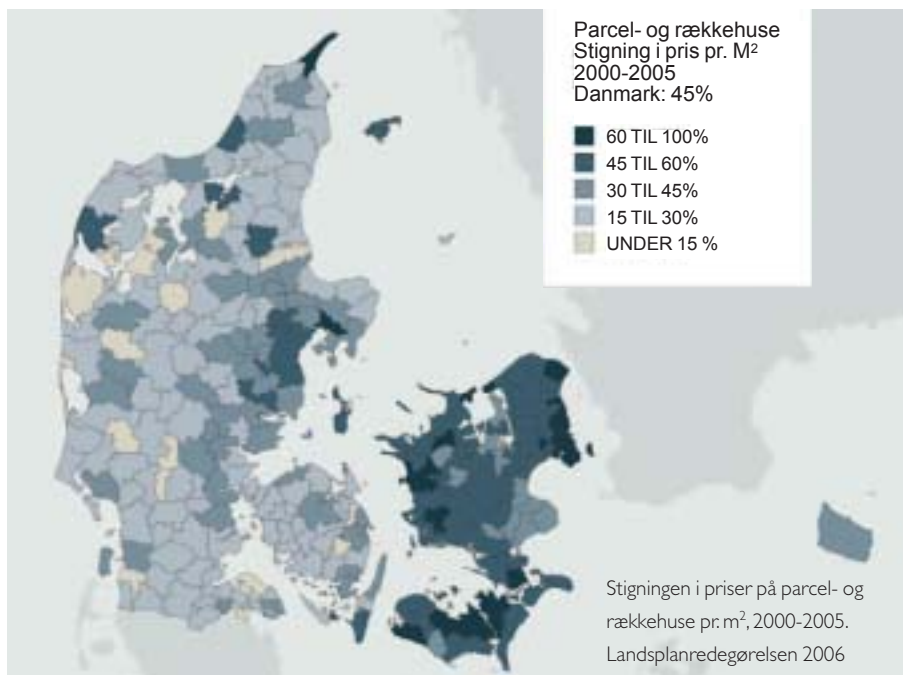 Parcel- og rækkehuse
Stigning i pris pr. M²
2000-2005
Danmark: 45%
60 TIL 100%
45 TIL 60%
30 TIL 45%
15 TIL 30%
UNDER 15 %
Stigningen i priser på parcel- og
rækkehuse pr. m², 2000-2005.
Landsplanredegørelsen 2006